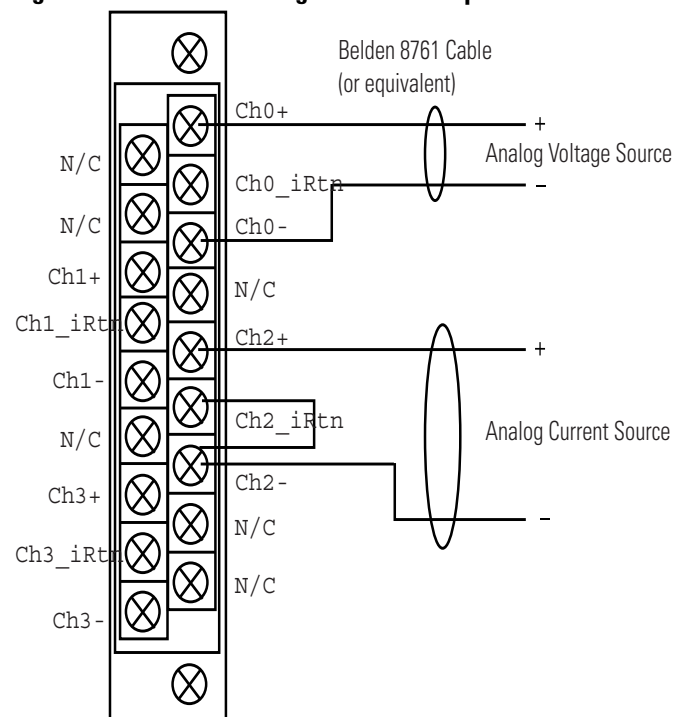 Belden 8761 Cable
(or equivalent)
Ch0+
+
Analog Voltage Source
N/C
Ch0_iRtn
−
N/C
Ch0-
Ch1+
N/C
Ch1_iRtn
Ch2+
+
Ch1-
Ch2_iRtn
Analog Current Source
N/C
Ch2-
Ch3+
N/C
−
Ch3_iRtn
N/C
Ch3-